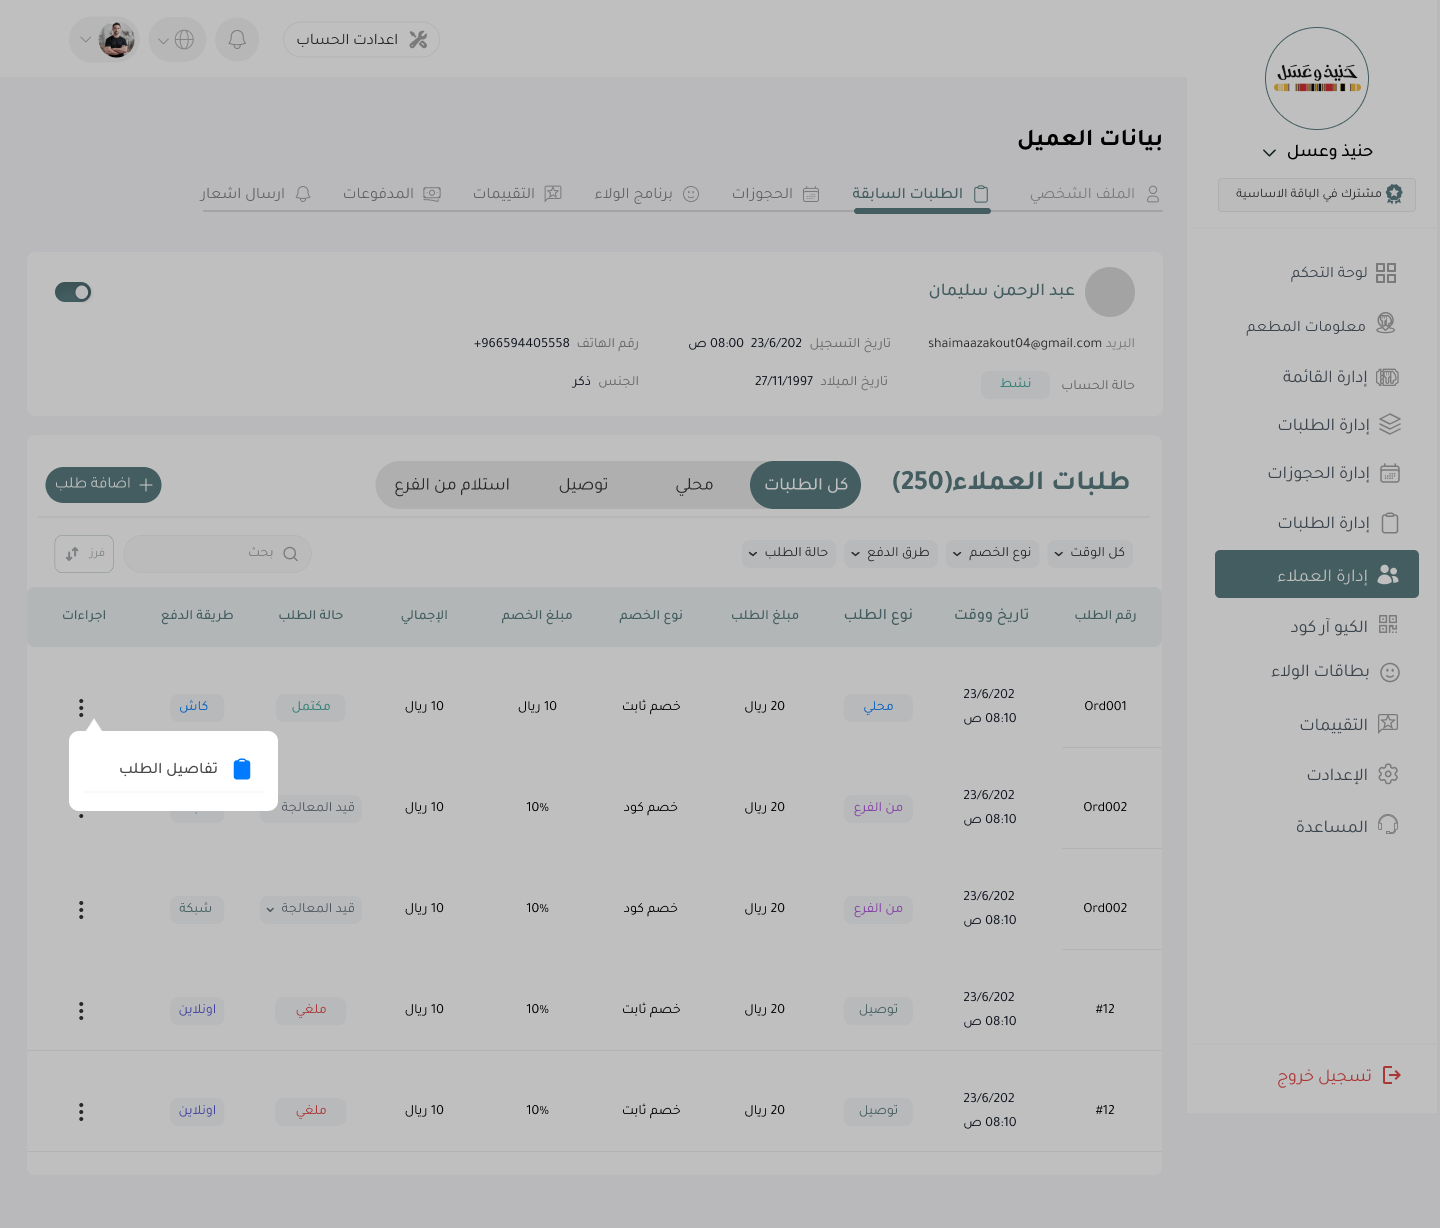 اعدادت الحساب
حنيذ وعسل
حنيذ وعسل
مشترك في الباقة الاساسية
لوحة التحكم
معلومات المطعم
إدارة القائمة
إدارة الطلبات
إدارة الحجوزات
إدارة الطلبات
إدارة العملاء
الكيو آر كود
بطاقات الولاء
التقييمات
الإعدادت
المساعدة
تسجيل خروج
بيانات العميل
الملف الشخصي
الطلبات السابقة
الحجوزات
برنامج الولاء
التقييمات
المدفوعات
ارسال اشعار
عبد الرحمن سليمان
البريد shaimaazakout04@gmail.com
تاريخ التسجيل 23/6/202 08:00 ص
رقم الهاتف +966594405558
حالة الحساب نشط
تاريخ الميلاد 27/11/1997
الجنس ذكر
طلبات العملاء(250)
كل الطلبات
محلي
توصيل
استلام من الفرع
اضافة طلب
كل الوقت
نوع الخصم
طرق الدفع
حالة الطلب
بحث
فرز
رقم الطلب تاريخ ووقت نوع الطلب مبلغ الطلب نوع الخصم مبلغ الخصم الإجمالي حالة الطلب طريقة الدفع اجراءات
Ord001 23/6/202 08:10 ص محلي 20 ريال خصم ثابت 10 ريال 10 ريال مكتمل كاش
تفاصيل الطلب
Ord002 23/6/202 08:10 ص من الفرع 20 ريال خصم كود 10% 10 ريال قيد المعالجة
Ord002 23/6/202 08:10 ص من الفرع 20 ريال خصم كود 10% 10 ريال قيد المعالجة شبكة
#12 23/6/202 08:10 ص توصيل 20 ريال خصم ثابت 10% 10 ريال ملغي اونلاين
#12 23/6/202 08:10 ص توصيل 20 ريال خصم ثابت 10% 10 ريال ملغي اونلاين